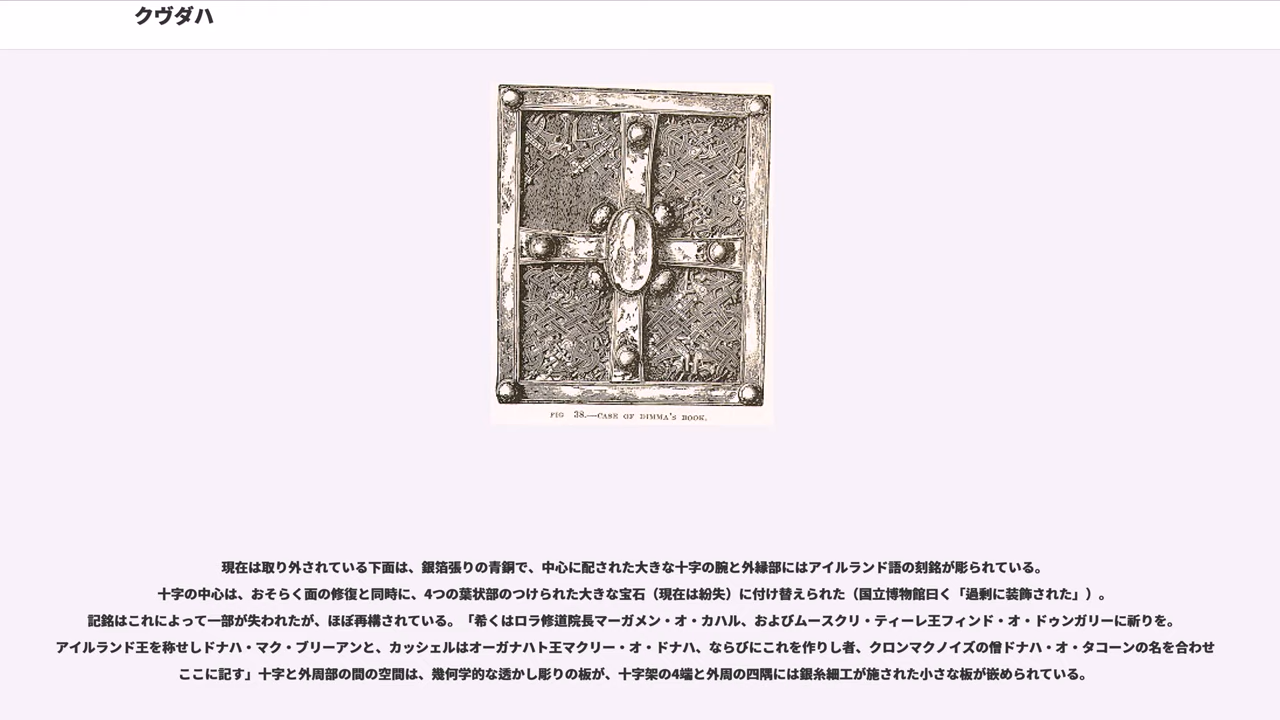 クヴダハ
FIG 38.—CASE OF DIMMA'S BOOK.
現在は取り外されている下面は、銀箔張りの青銅で、中心に配された大きな十字の腕と外縁部にはアイルランド語の刻銘が彫られている。
十字の中心は、おそらく面の修復と同時に、4つの葉状部のつけられた大きな宝石（現在は紛失）に付け替えられた（国立博物館曰く「過剰に装飾された」）。
記銘はこれによって一部が失われたが、ほぼ再構されている。「希くはロラ修道院長マーガメン・オ・カハル、およびムースクリ・ティーレ王フィンド・オ・ドゥンガリーに祈りを。
アイルランド王を称せしドナハ・マク・ブリーアンと、カッシェルはオーガナハト王マクリー・オ・ドナハ、ならびにこれを作りし者、クロンマクノイズの僧ドナハ・オ・タコーンの名を合わせ
ここに記す」十字と外周部の間の空間は、幾何学的な透かし彫りの板が、十字架の4端と外周の四隅には銀糸細工が施された小さな板が嵌められている。